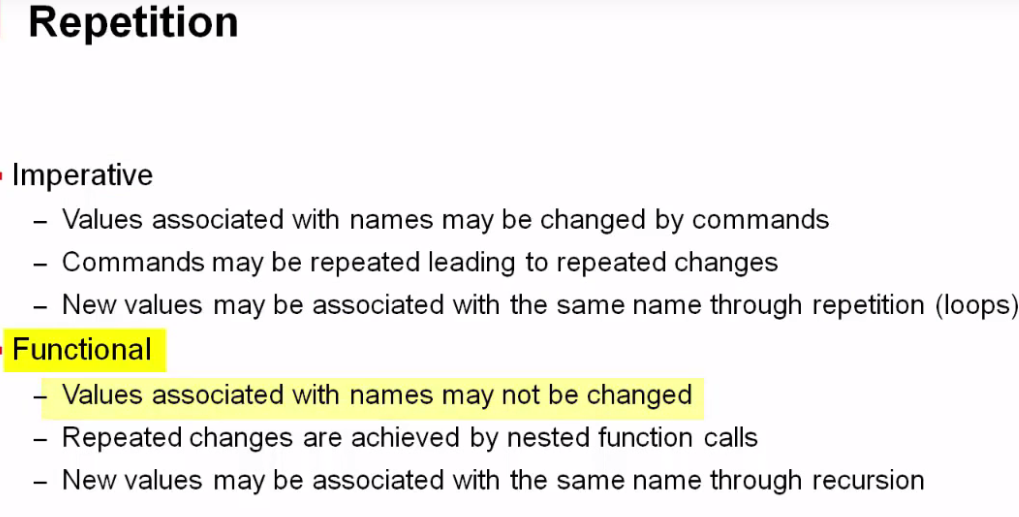 Repetition
Imperative
– Values associated with names may be changed by commands
– Commands may be repeated leading to repeated changes
– New values may be associated with the same name through repetition (loops)
Functional
– Values associated with names may not be changed
– Repeated changes are achieved by nested function calls
– New values may be associated with the same name through recursion